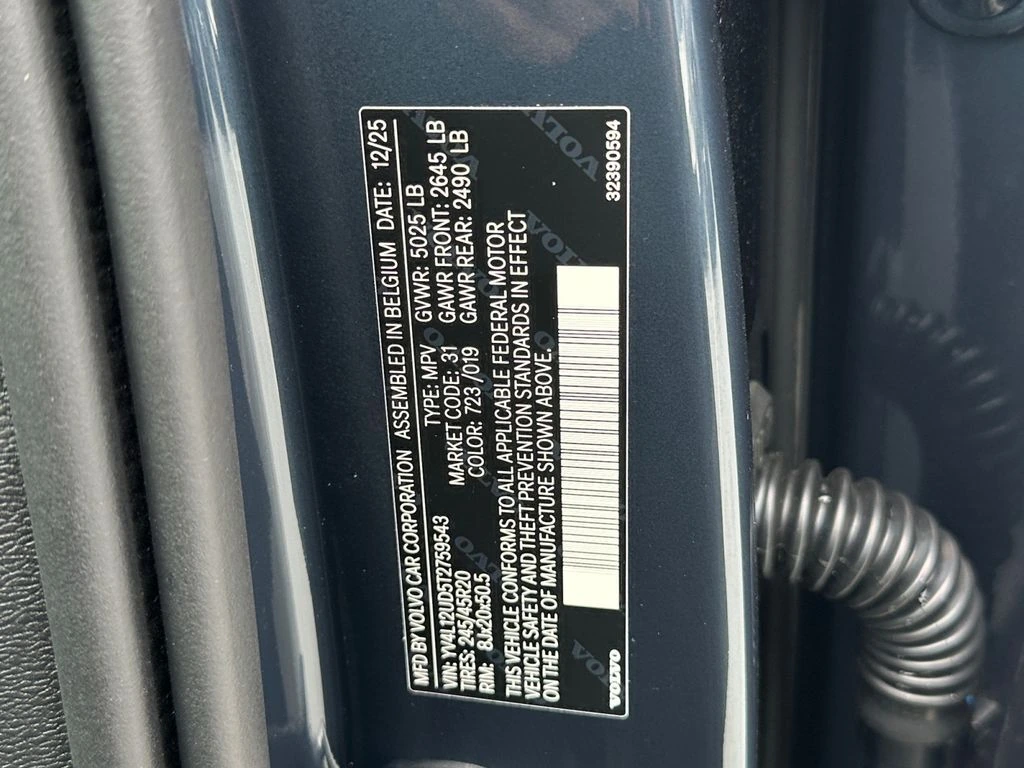 MFD BY VOLVO CAR CORPORATION ASSEMBLED IN BELGIUM DATE: 12/25
VIN: YV4L12UD5T2759543 TYPE: MPV GVWR: 5025 LB
TIRES: 245/45R20 MARKET CODE: 31 GAWR FRONT: 2645 LB
RIM: 8Jx20x50.5 COLOR: 723/019 GAWR REAR: 2490 LB
THIS VEHICLE CONFORMS TO ALL APPLICABLE FEDERAL MOTOR
VEHICLE SAFETY AND THEFT PREVENTION STANDARDS IN EFFECT
ON THE DATE OF MANUFACTURE SHOWN ABOVE.
VOLVO
32390594